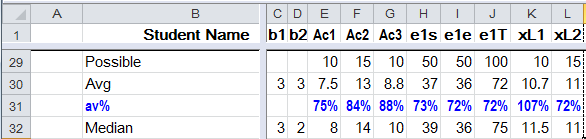 A B C D E F G H I J K L
1 Student Name b1 b2 Ac1 Ac2 Ac3 e1s e1e e1T xL1 xL2
29 Possible 10 15 10 50 50 100 10 15
30 Avg 3 3 7.5 13 8.8 37 36 72 10.7 11
31 av% 75% 84% 88% 73% 72% 72% 107% 72%
32 Median 3 2 8 14 10 39 36 75 11.5 11